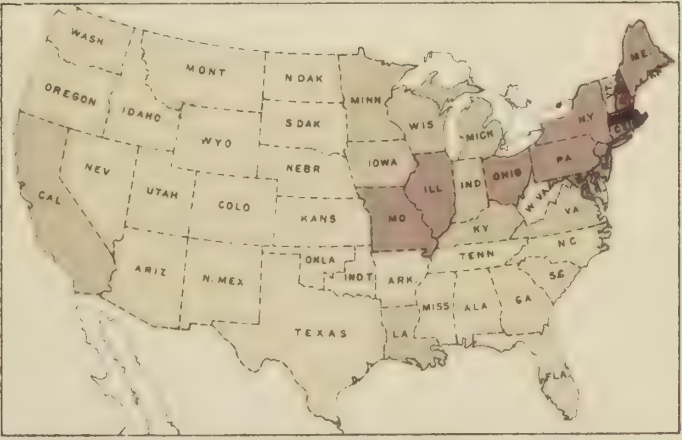 WASH
MONT
N DAK
MINN
ME.
OREGON
IDAHO
S DAK
WIS
MICH
NY
WYO
NEBR
IOWA
PA
NEV
UTAH
COLO
ILL
IND
OHIO
W VA
CAL
KANS
MO
KY
VA
ARIZ
N. MEX
OKLA
IND T
ARK
TENN
N C
S.C
TEXAS
LA
MISS
ALA
GA
FLA.